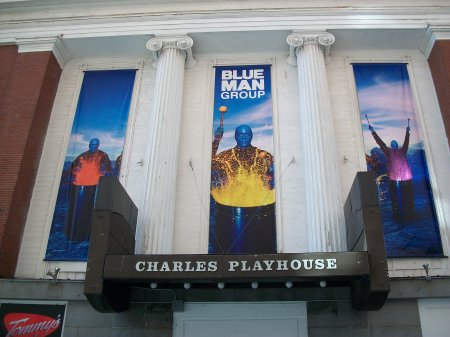 BLUE
MAN
GROUP
CHARLES PLAYHOUSE
Tommy's